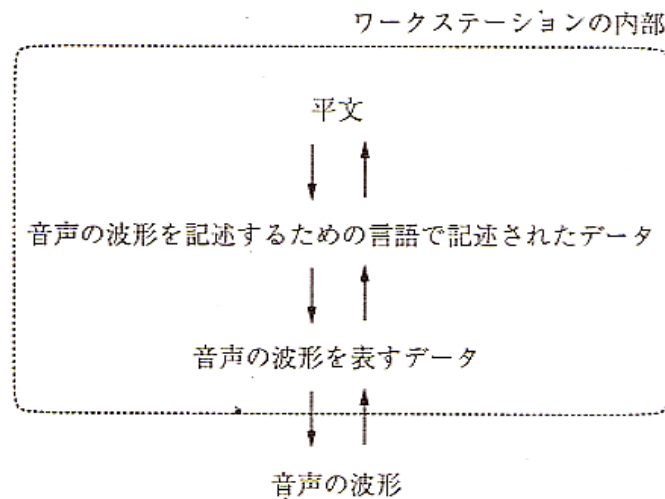 ワークステーションの内部
平文
音声の波形を記述するための言語で記述されたデータ
音声の波形を表すデータ
音声の波形